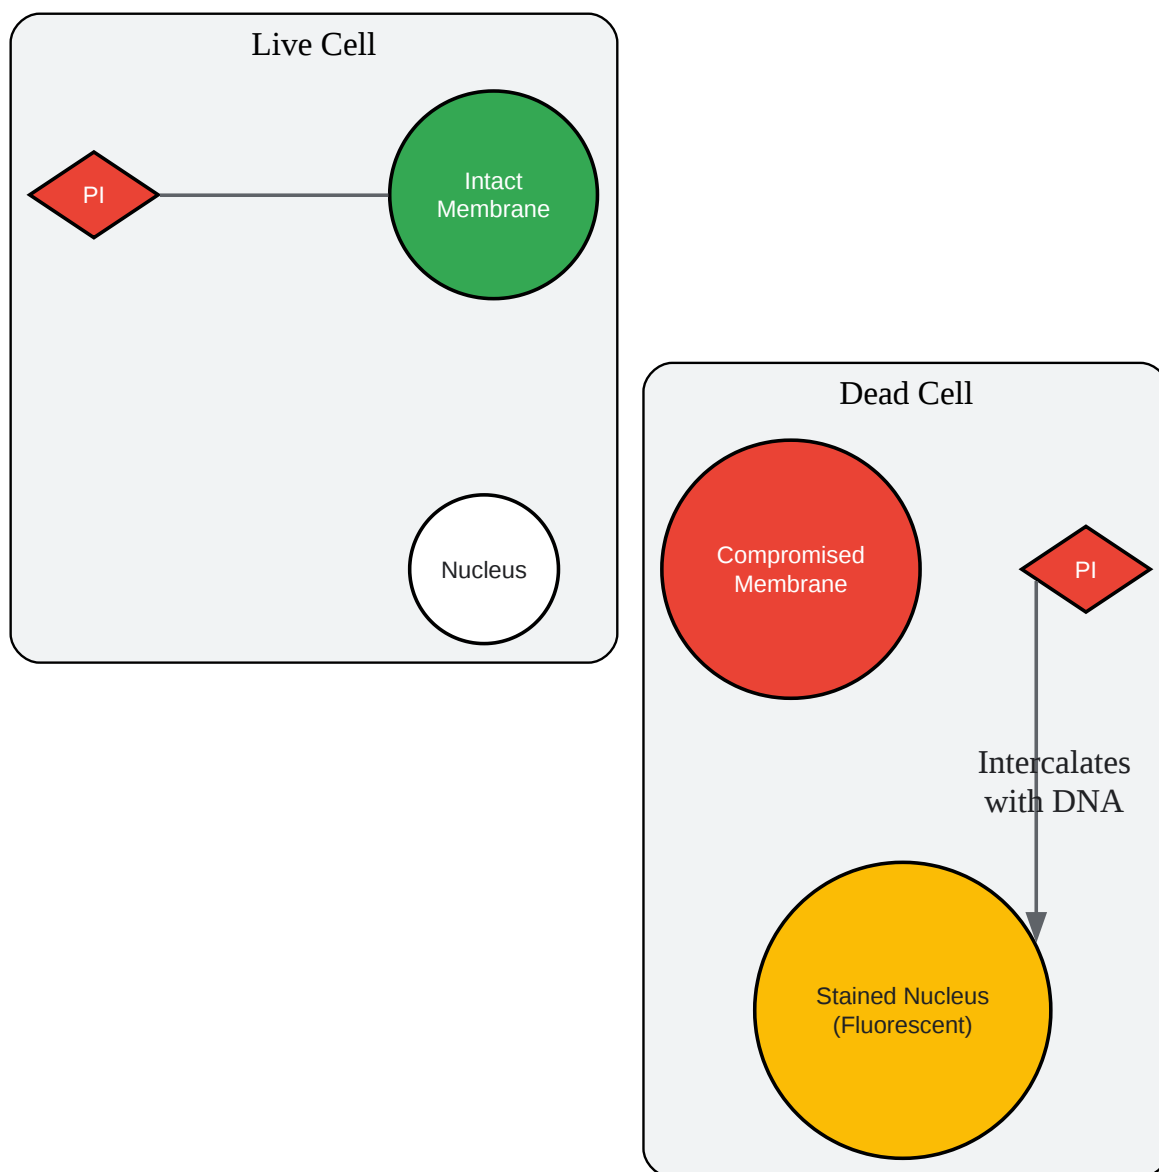 Live Cell
PI
Intact
Membrane
Nucleus
Dead Cell
Compromised
Membrane
PI
Intercalates
with DNA
Stained Nucleus
(Fluorescent)